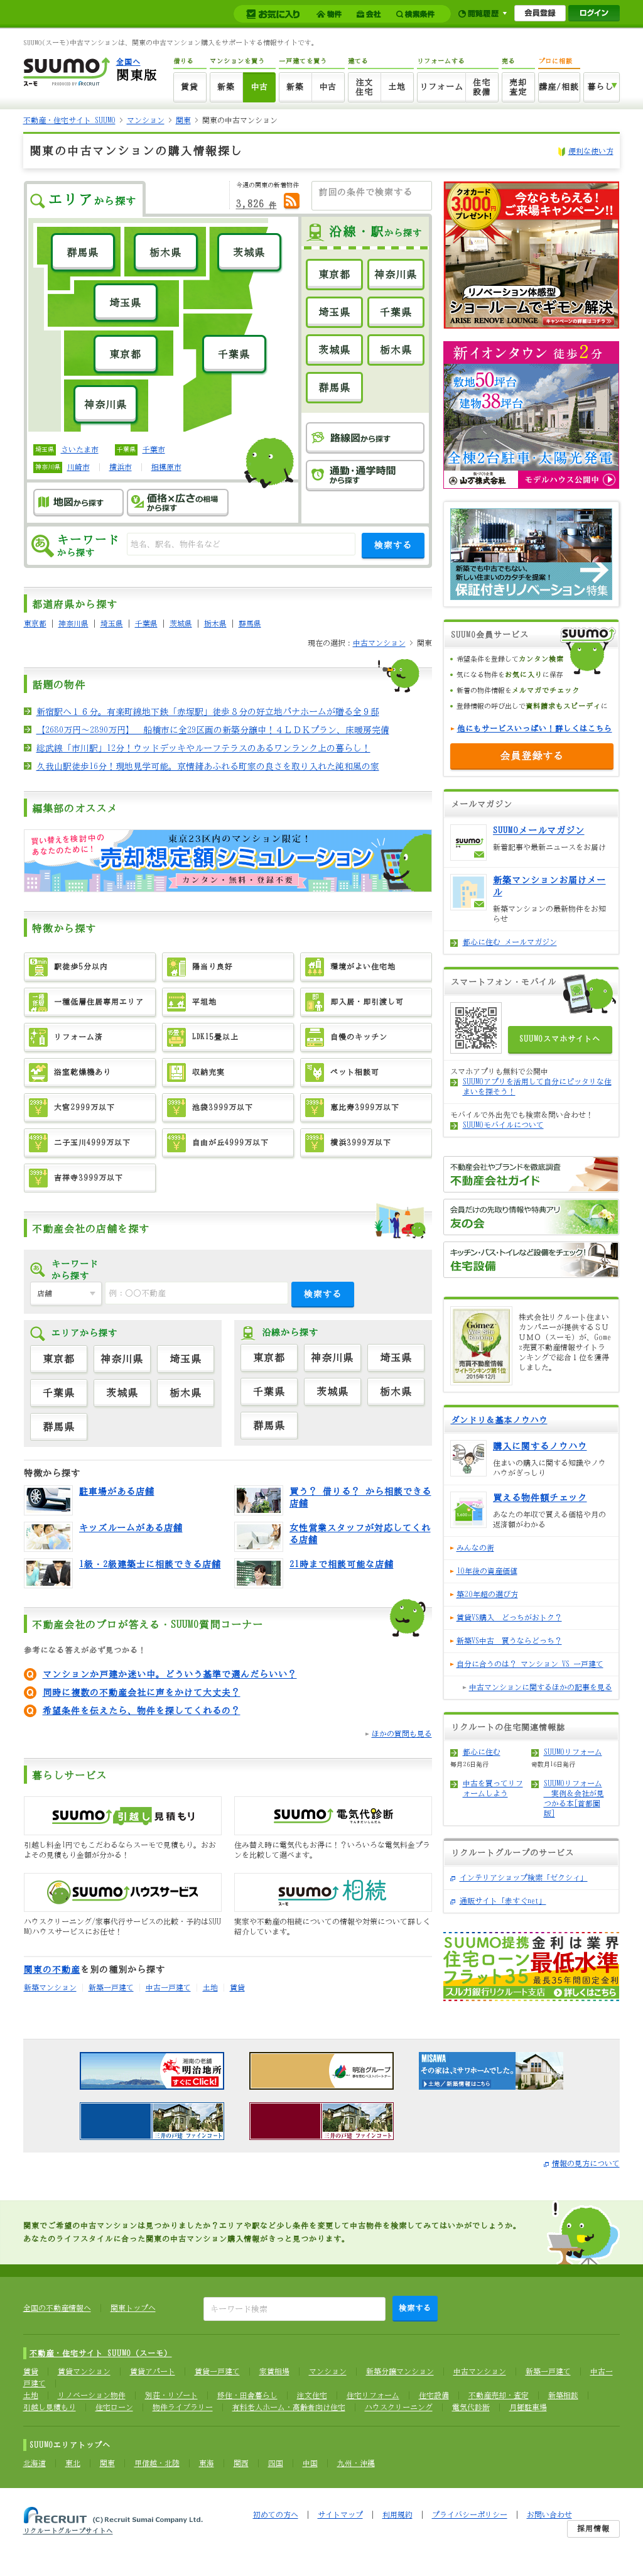 お気に入り 物件 会社 検索条件 閲覧履歴 会員登録 ログイン
SUUMO(スーモ)中古マンションは、関東の中古マンション購入をサポートする情報サイトです。
SUUMO
スーモ PRODUCED BY RECRUIT
全国へ
関東版
借りる マンションを買う 一戸建てを買う 建てる リフォームする 売る プロに相談
賃貸 新築 中古 新築 中古 注文住宅 土地 リフォーム 住宅設備 売却査定 講座/相談 暮らし
不動産・住宅サイト SUUMO > マンション > 関東 > 関東の中古マンション
関東の中古マンションの購入情報探し
便利な使い方
エリアから探す
今週の関東の新着物件
3,826 件
前回の条件で検索する
群馬県 栃木県 茨城県
埼玉県
東京都 千葉県
神奈川県
埼玉県 さいたま市 千葉県 千葉市
神奈川県 川崎市 横浜市 相模原市
地図から探す
価格×広さの相場から探す
沿線・駅から探す
東京都 神奈川県
埼玉県 千葉県
茨城県 栃木県
群馬県
路線図から探す
通勤・通学時間から探す
キーワードから探す
地名、駅名、物件名など
検索する
都道府県から探す
東京都 | 神奈川県 | 埼玉県 | 千葉県 | 茨城県 | 栃木県 | 群馬県
現在の選択：中古マンション > 関東
話題の物件
新宿駅へ１６分。有楽町線地下鉄「赤塚駅」徒歩８分の好立地パナホームが贈る全９邸
【2680万円～2890万円】 船橋市に全29区画の新築分譲中！４ＬＤＫプラン、床暖房完備
総武線「市川駅」12分！ウッドデッキやルーフテラスのあるワンランク上の暮らし！
久我山駅徒歩16分！現地見学可能。京情緒あふれる町家の良さを取り入れた純和風の家
編集部のオススメ
買い替えを検討中のあなたのために！
東京23区内のマンション限定！
売却想定額シミュレーション
カンタン・無料・登録不要
特徴から探す
駅徒歩5分以内 陽当り良好 環境がよい住宅地
一種低層住居専用エリア 平坦地 即入居・即引渡し可
リフォーム済 LDK15畳以上 自慢のキッチン
浴室乾燥機あり 収納充実 ペット相談可
大宮2999万以下 池袋3999万以下 恵比寿3999万以下
二子玉川4999万以下 自由が丘4999万以下 横浜3999万以下
吉祥寺3999万以下
不動産会社の店舗を探す
キーワードから探す
店舗 例：〇〇不動産 検索する
エリアから探す
東京都 神奈川県 埼玉県
千葉県 茨城県 栃木県
群馬県
沿線から探す
東京都 神奈川県 埼玉県
千葉県 茨城県 栃木県
群馬県
特徴から探す
駐車場がある店舗
買う？ 借りる？ から相談できる店舗
キッズルームがある店舗
女性営業スタッフが対応してくれる店舗
1級・2級建築士に相談できる店舗
21時まで相談可能な店舗
不動産会社のプロが答える・SUUMO質問コーナー
参考になる答えが必ず見つかる！
マンションか戸建か迷い中。どういう基準で選んだらいい？
同時に複数の不動産会社に声をかけて大丈夫？
希望条件を伝えたら、物件を探してくれるの？
ほかの質問も見る
暮らしサービス
SUUMO引越し見積もり
引越し料金1円でもこだわるならスーモで見積もり。おおよその見積もり金額が分かる！
SUUMO電気代診断
住み替え時に電気代もお得に！？いろいろな電気料金プランを比較して選べます。
SUUMOハウスサービス
ハウスクリーニング/家事代行サービスの比較・予約はSUUMOハウスサービスにお任せ！
SUUMO相続
実家や不動産の相続についての情報や対策について詳しく紹介しています。
関東の不動産を別の種別から探す
新築マンション 新築一戸建て 中古一戸建て 土地 賃貸
クオカード3,000円分プレゼント！
今ならもらえる！ご来場キャンペーン!!
リノベーション体感型
ショールームでギモン解決
ARISE RENOVE GALLERY キャンペーンの詳細はコチラ
新イオンタウン 徒歩2分
敷地50坪台
建物38坪台
全棟2台駐車・太陽光発電
山万株式会社 モデルハウス公開中
新築でも中古でもない、新しい住まいのカタチを提案！
保証付きリノベーション特集
SUUMO会員サービス
希望条件を登録してカンタン検索
気になる物件をお気に入りに保存
新着の物件情報をメルマガでチェック
登録情報の呼び出しで資料請求もスピーディに
他にもサービスいっぱい！詳しくはこちら
会員登録する
メールマガジン
SUUMOメールマガジン
新着記事や最新ニュースをお届け
新築マンションお届けメール
新築マンションの最新物件をお知らせ
都心に住む メールマガジン
スマートフォン・モバイル
SUUMOスマホサイトへ
スマホアプリも無料で公開中
SUUMOアプリを活用して自分にピッタリな住まいを探そう！
モバイルで外出先でも検索＆問い合わせ！
SUUMOモバイルについて
不動産会社やブランドを徹底調査
不動産会社ガイド
会員だけの先取り情報や特典アリ
友の会
キッチン・バス・トイレなど設備をチェック！
住宅設備
Gomez
売買不動産情報サイトランキング第1位
2015年12月
株式会社リクルート住まいカンパニーが提供するＳＵＵＭＯ（スーモ）が、Gomez売買不動産情報サイトランキングで総合１位を獲得しました。
ダンドリ＆基本ノウハウ
購入に関するノウハウ
住まいの購入に関する知識やノウハウがぎっしり
買える物件額チェック
あなたの年収で買える価格や月の返済額がわかる
みんなの街
10年後の資産価値
築20年超の選び方
賃貸VS購入 どっちがおトク？
新築VS中古 買うならどっち？
自分に合うのは？ マンション VS 一戸建て
中古マンションに関するほかの記事を見る
リクルートの住宅関連情報誌
都心に住む
毎月26日発行
SUUMOリフォーム
奇数月16日発行
中古を買ってリフォームしよう
SUUMOリフォーム 実例＆会社が見つかる本[首都圏版]
リクルートグループのサービス
インテリアショップ検索「ゼクシィ」
通販サイト「赤すぐnet」
SUUMO提携 金利は業界最低水準
住宅ローンフラット35 最長35年間固定金利
スルガ銀行リクルート支店 詳しくはこちら
湘南の老舗 明治地所 すぐにClick!
明治グループ
MISAWA その家は、ミサワホームでした。
土地／新築情報はこちら
三井の戸建 ファインコート
三井の戸建 ファインコート
情報の見方について
関東でご希望の中古マンションは見つかりましたか？エリアや駅など少し条件を変更して中古物件を検索してみてはいかがでしょうか。
あなたのライフスタイルに合った関東の中古マンション購入情報がきっと見つかります。
全国の不動産情報へ 関東トップへ キーワード検索 検索する
不動産・住宅サイト SUUMO（スーモ）
賃貸 賃貸マンション 賃貸アパート 賃貸一戸建て 家賃相場 マンション 新築分譲マンション 中古マンション 新築一戸建て 中古一戸建て
土地 リノベーション物件 別荘・リゾート 移住・田舎暮らし 注文住宅 住宅リフォーム 住宅設備 不動産売却・査定 新築相談
引越し見積もり 住宅ローン 物件ライブラリー 有料老人ホーム・高齢者向け住宅 ハウスクリーニング 電気代診断 月極駐車場
SUUMOエリアトップへ
北海道 東北 関東 甲信越・北陸 東海 関西 四国 中国 九州・沖縄
RECRUIT (C)Recruit Sumai Company Ltd.
リクルートグループサイトへ
初めての方へ | サイトマップ | 利用規約 | プライバシーポリシー | お問い合わせ
採用情報